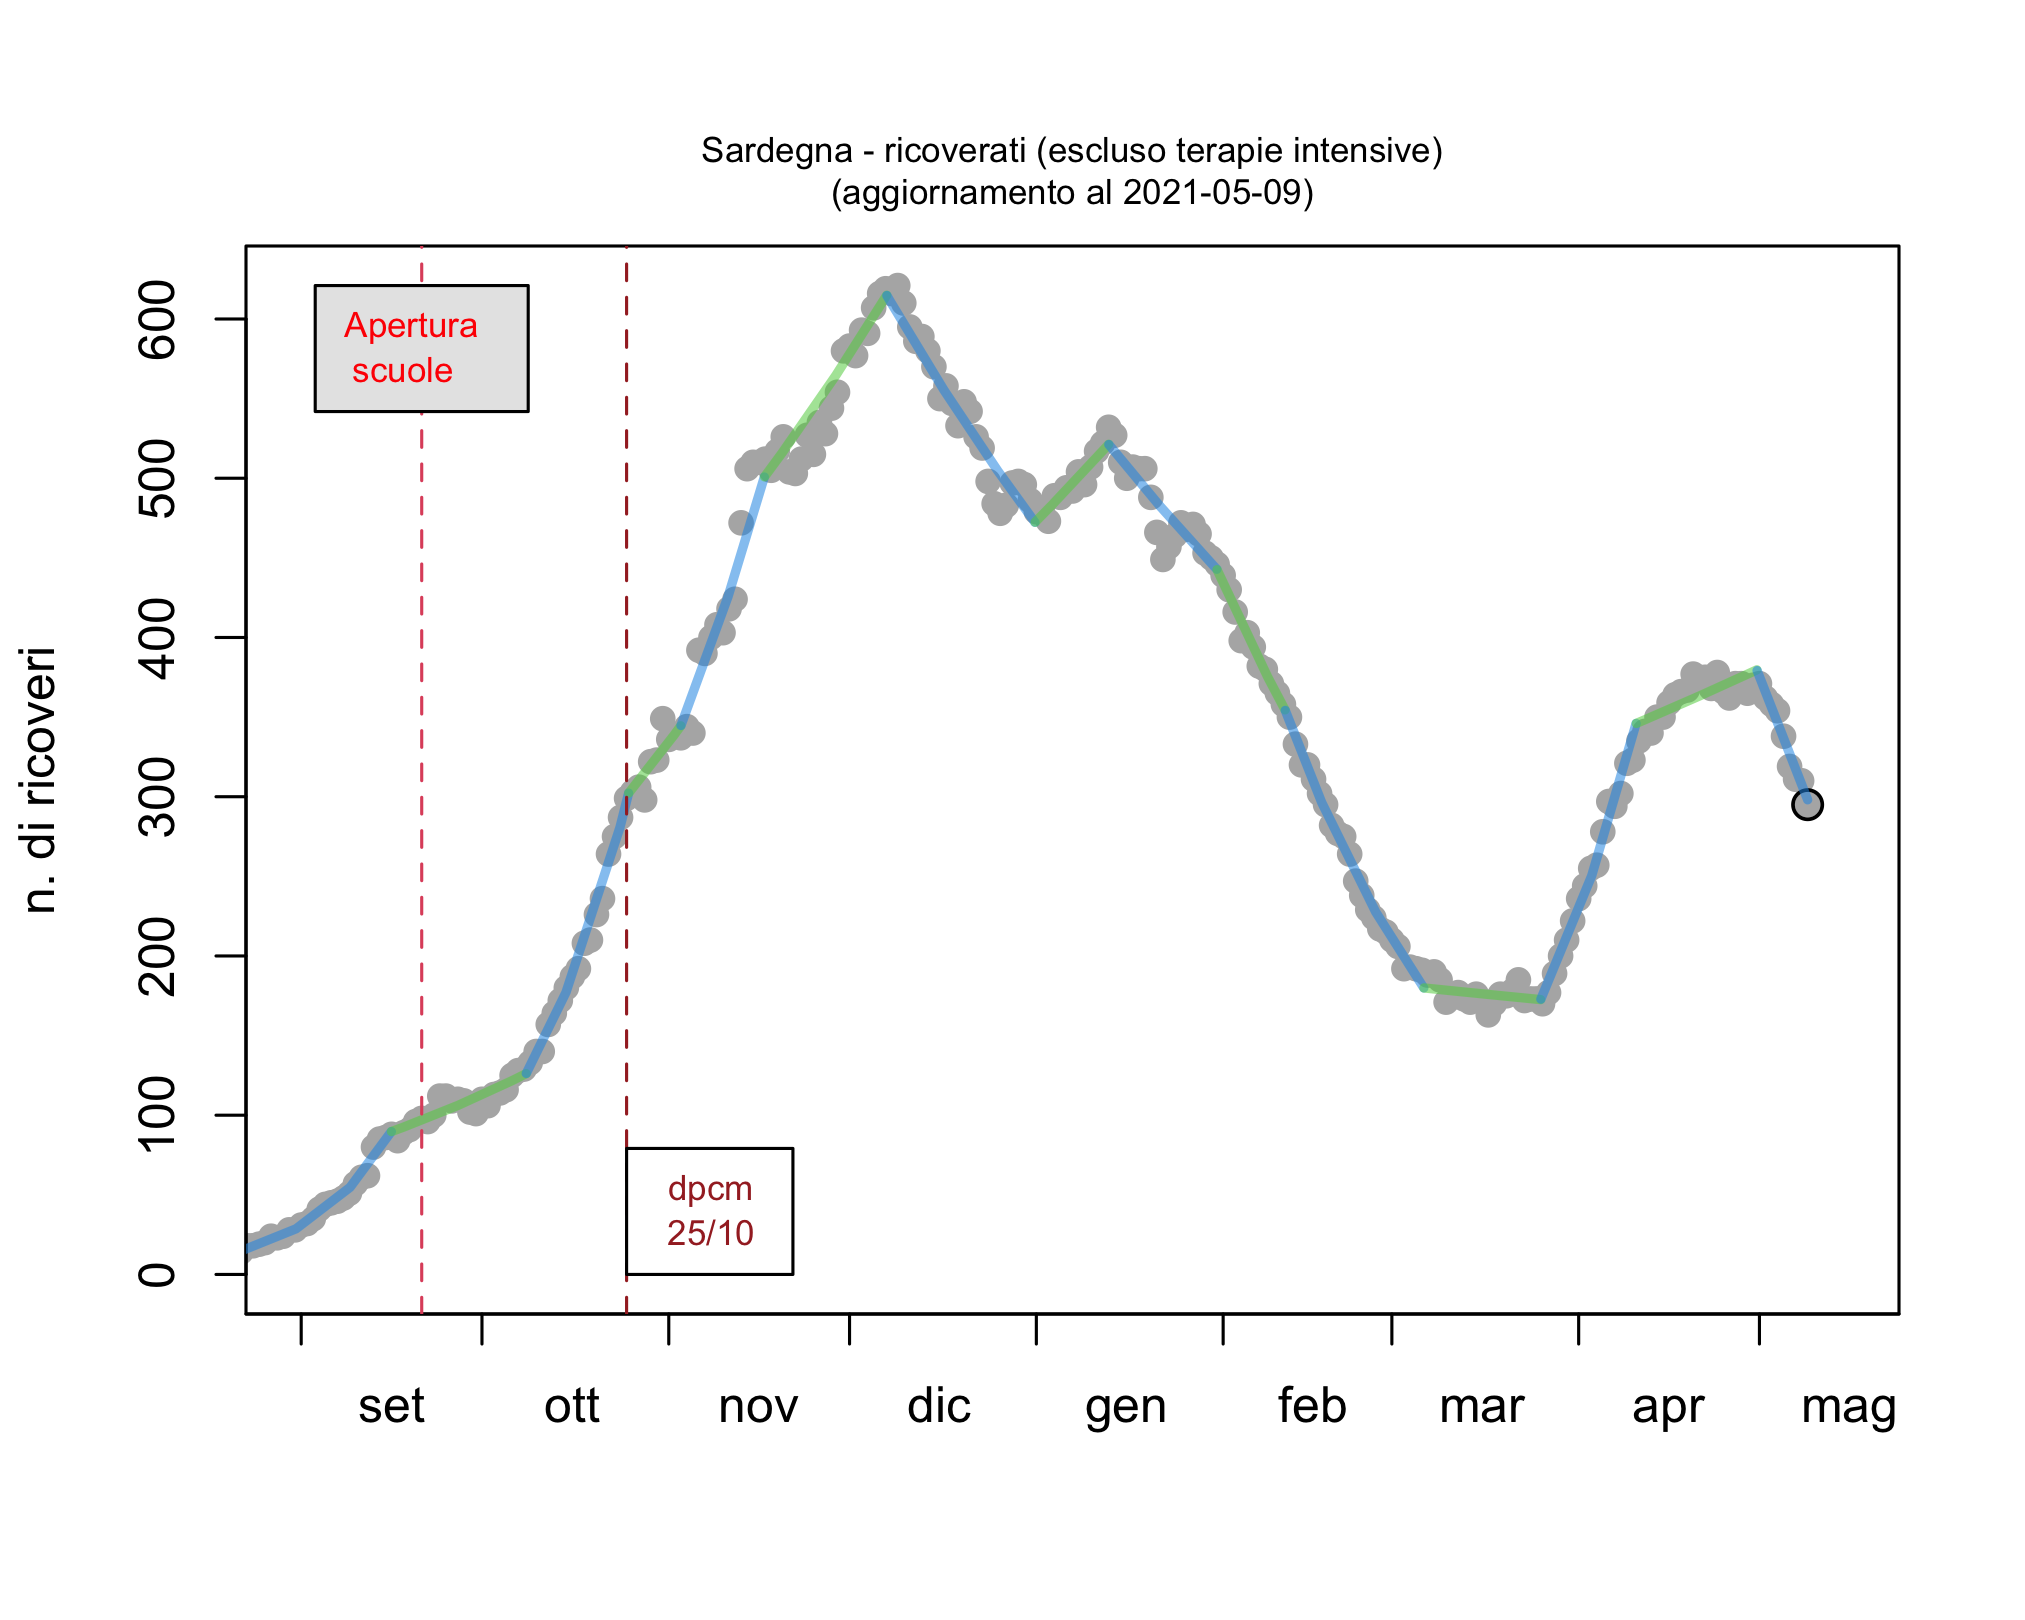 Sardegna - ricoverati (escluso terapie intensive)
(aggiornamento al 2021-05-09)
Apertura
scuole
dpcm
25/10
n. di ricoveri
600
500
400
300
200
100
0
set ott nov dic gen feb mar apr mag